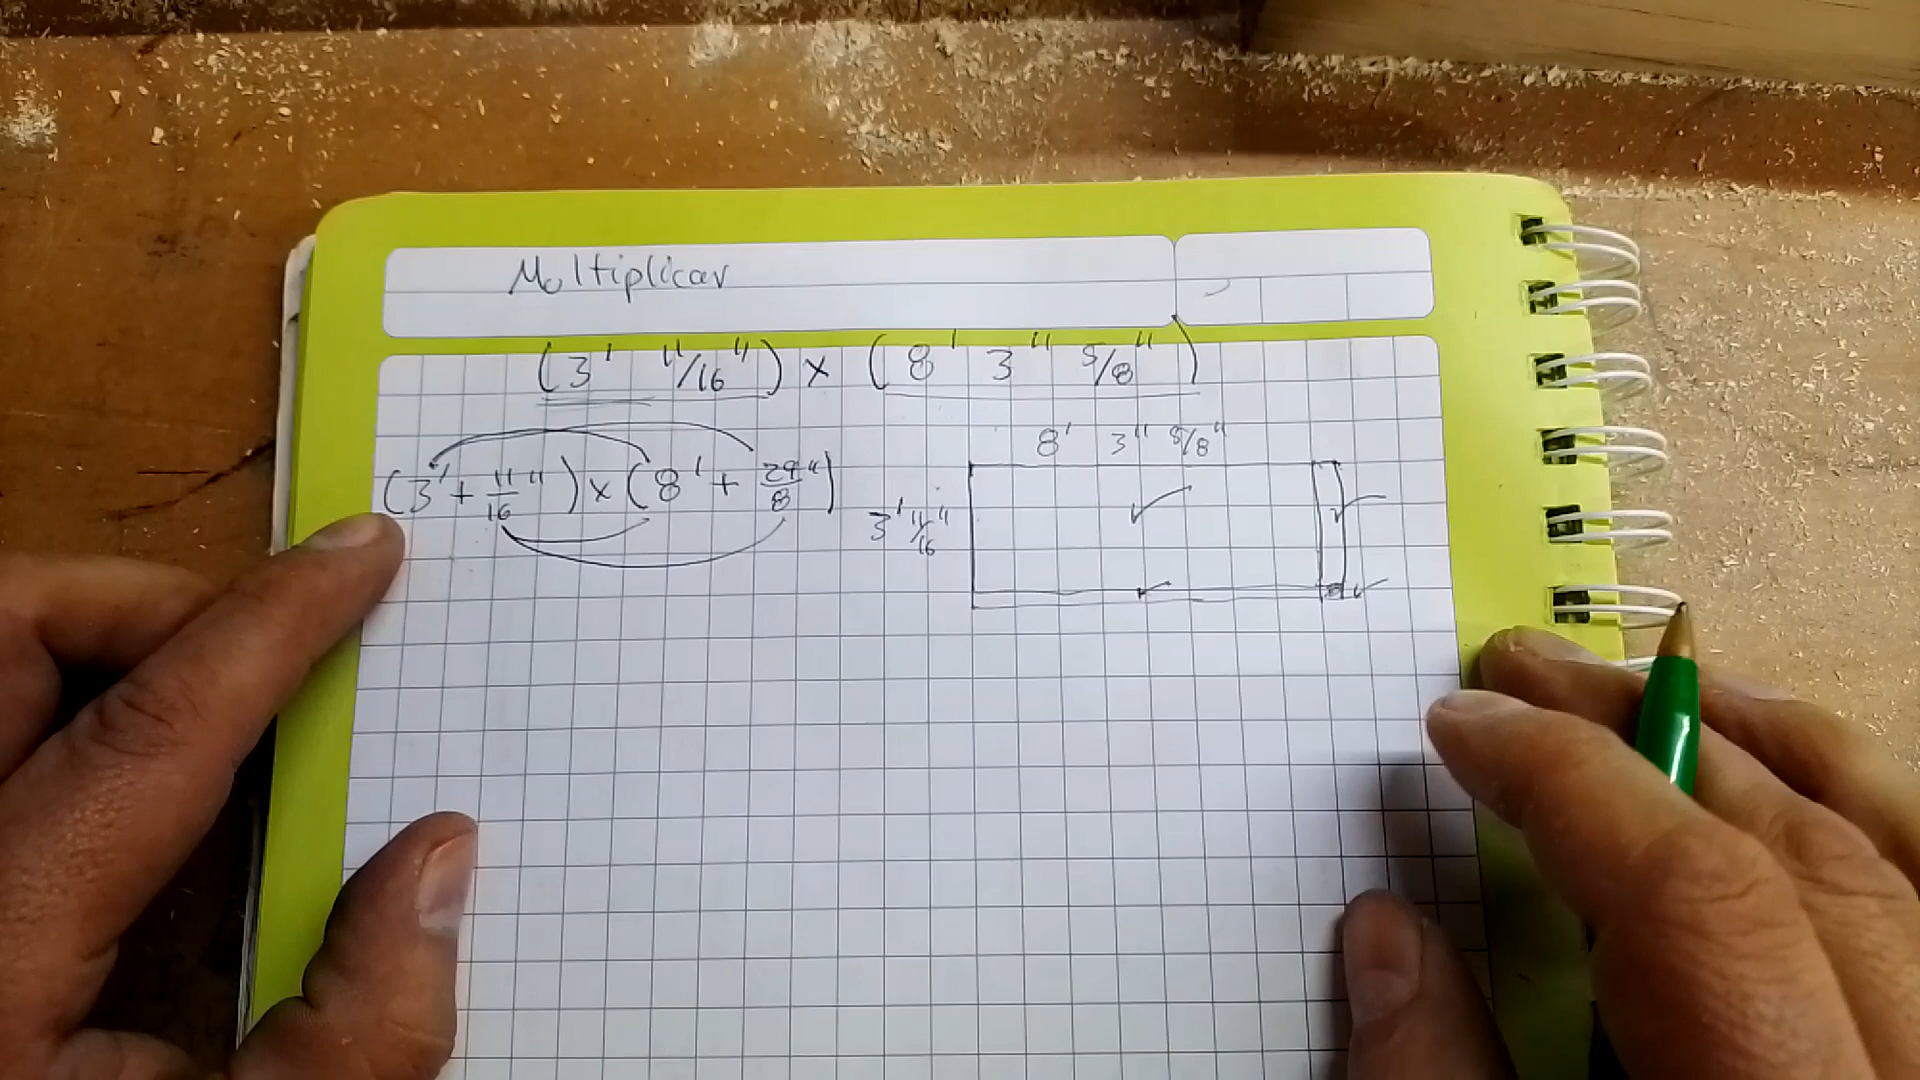 Multiplicar
(3' 11/16") x (8' 3" 5/8")
8' 3" 5/8"
(3' + 11/16") x (8' + 29/8")
3' 11/16"